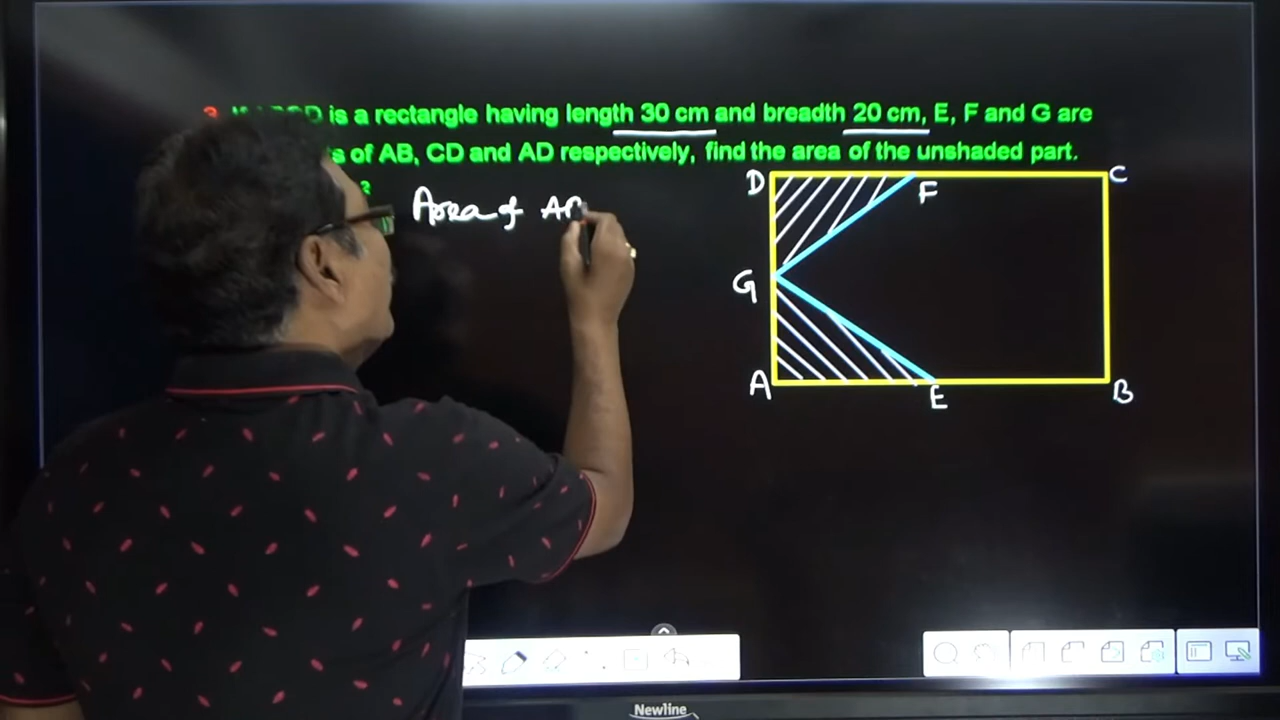 is a rectangle having length 30 cm and breadth 20 cm, E, F and G are
of AB, CD and AD respectively, find the area of the unshaded part.
Area of
D
F
C
G
A
E
B
Newline